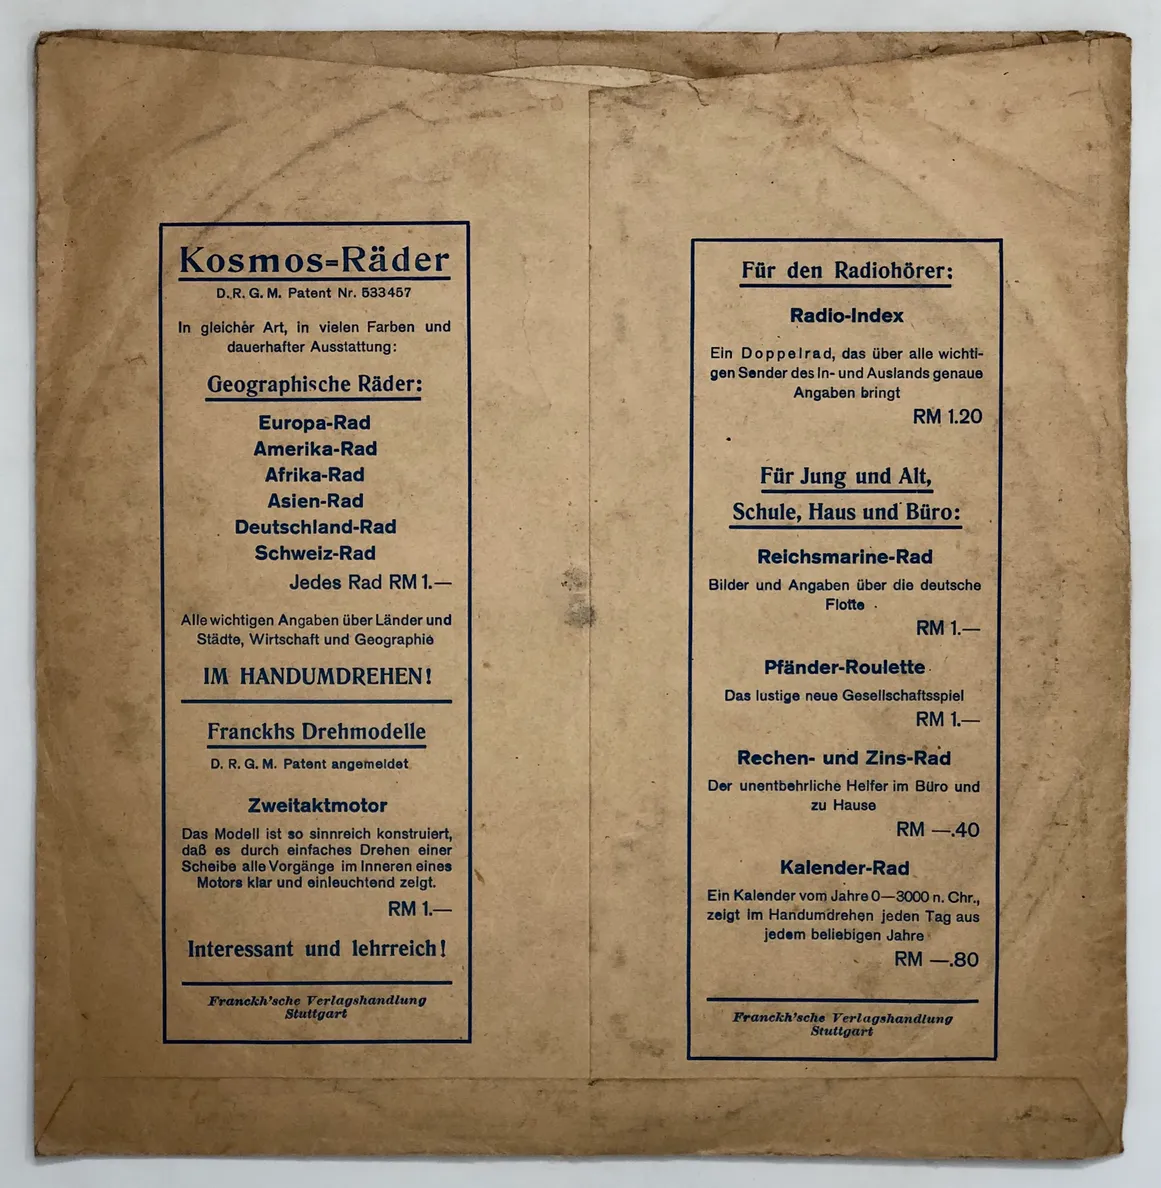 Kosmos=Räder
D.R.G.M. Patent Nr. 533457
In gleicher Art, in vielen Farben und
dauerhafter Ausstattung:
Geographische Räder:
Europa-Rad
Amerika-Rad
Afrika-Rad
Asien-Rad
Deutschland-Rad
Schweiz-Rad
Jedes Rad RM 1.—
Alle wichtigen Angaben über Länder und
Städte, Wirtschaft und Geographie
IM HANDUMDREHEN!
Franckhs Drehmodelle
D. R. G. M. Patent angemeldet
Zweitaktmotor
Das Modell ist so sinnreich konstruiert,
daß es durch einfaches Drehen einer
Scheibe alle Vorgänge im Inneren eines
Motors klar und einleuchtend zeigt.
RM 1.—
Interessant und lehrreich!
Franckh'sche Verlagshandlung
Stuttgart
Für den Radiohörer:
Radio-Index
Ein Doppelrad, das über alle wichti-
gen Sender des In- und Auslands genaue
Angaben bringt
RM 1.20
Für Jung und Alt,
Schule, Haus und Büro:
Reichsmarine-Rad
Bilder und Angaben über die deutsche
Flotte
RM 1.—
Pfänder-Roulette
Das lustige neue Gesellschaftsspiel
RM 1.—
Rechen- und Zins-Rad
Der unentbehrliche Helfer im Büro und
zu Hause
RM —.40
Kalender-Rad
Ein Kalender vom Jahre 0—3000 n. Chr.,
zeigt im Handumdrehen jeden Tag aus
jedem beliebigen Jahre
RM —.80
Franckh'sche Verlagshandlung
Stuttgart